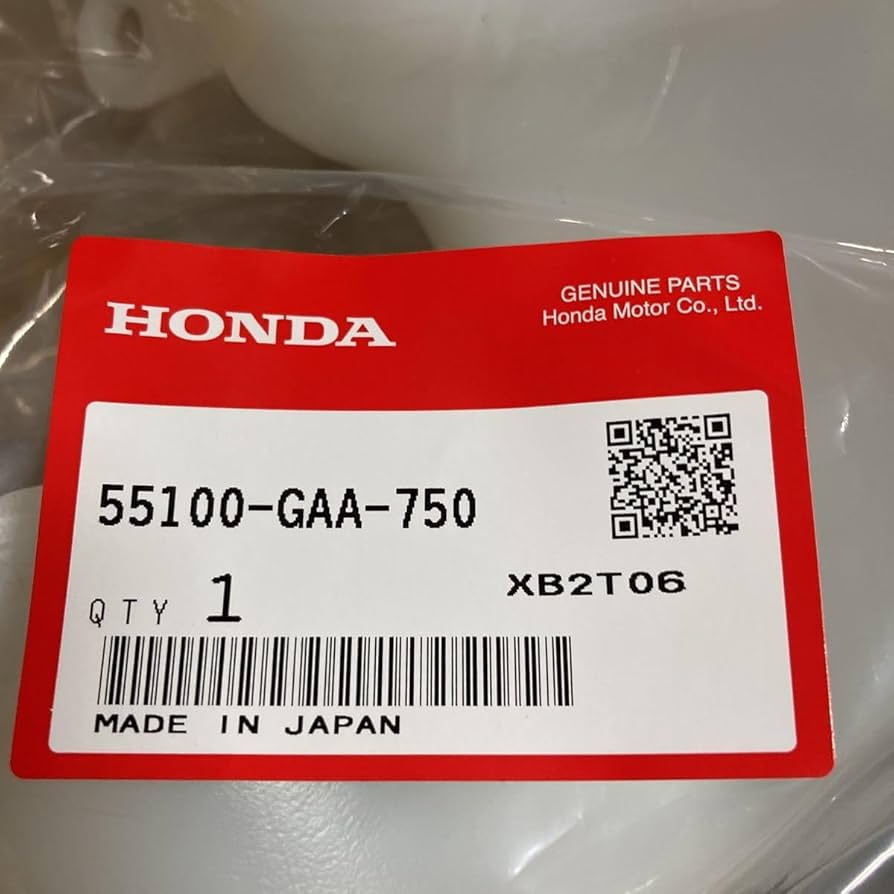 HONDA
GENUINE PARTS
Honda Motor Co., Ltd.
55100-GAA-750
XB2T06
QTY 1
MADE IN JAPAN